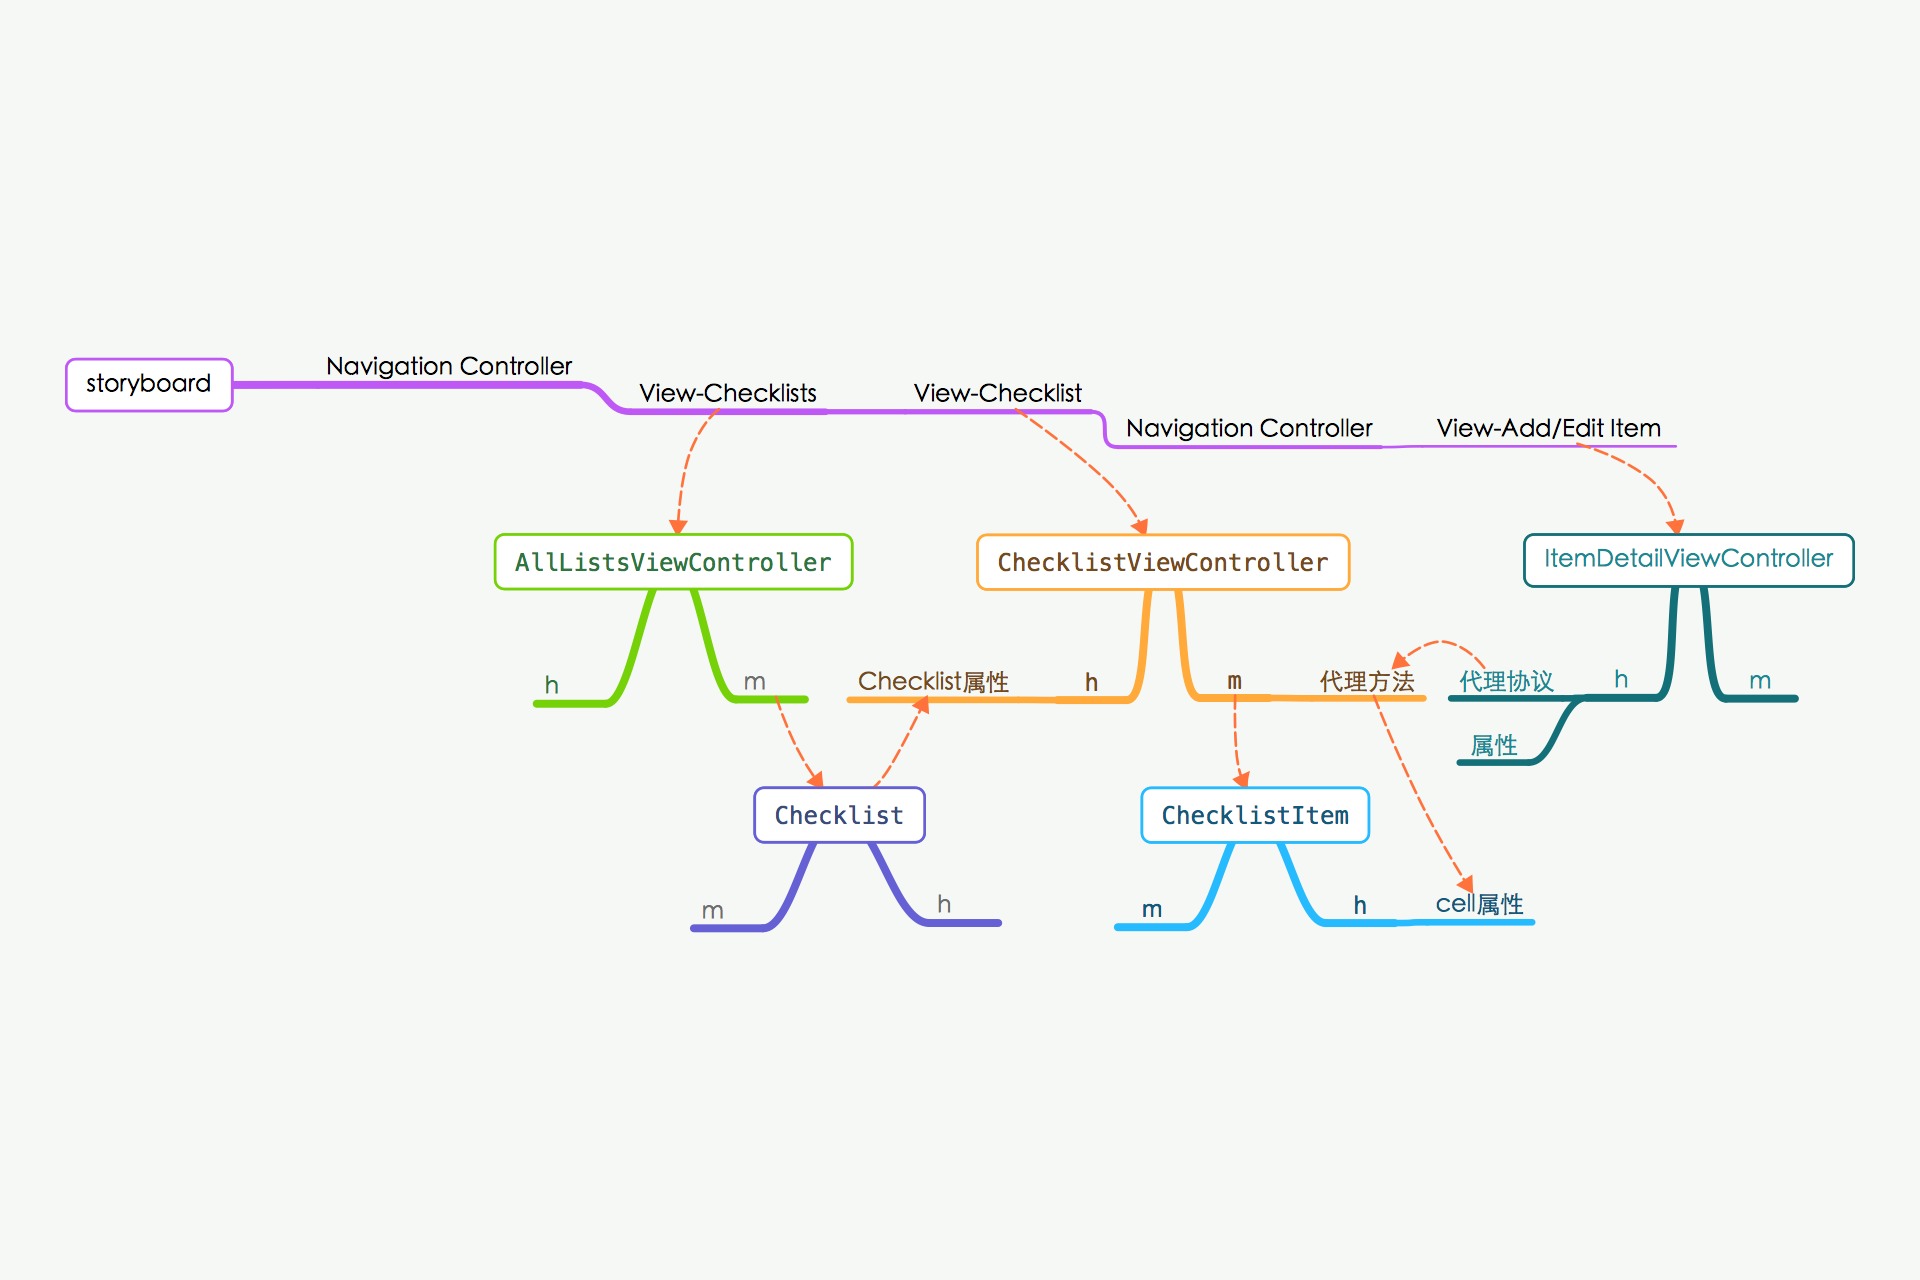 storyboard
Navigation Controller
View-Checklists
View-Checklist
Navigation Controller
View-Add/Edit Item
AllListsViewController
ChecklistViewController
ItemDetailViewController
h
m
Checklist属性
h
m
代理方法
代理协议
h
m
属性
Checklist
ChecklistItem
m
h
m
h
cell属性